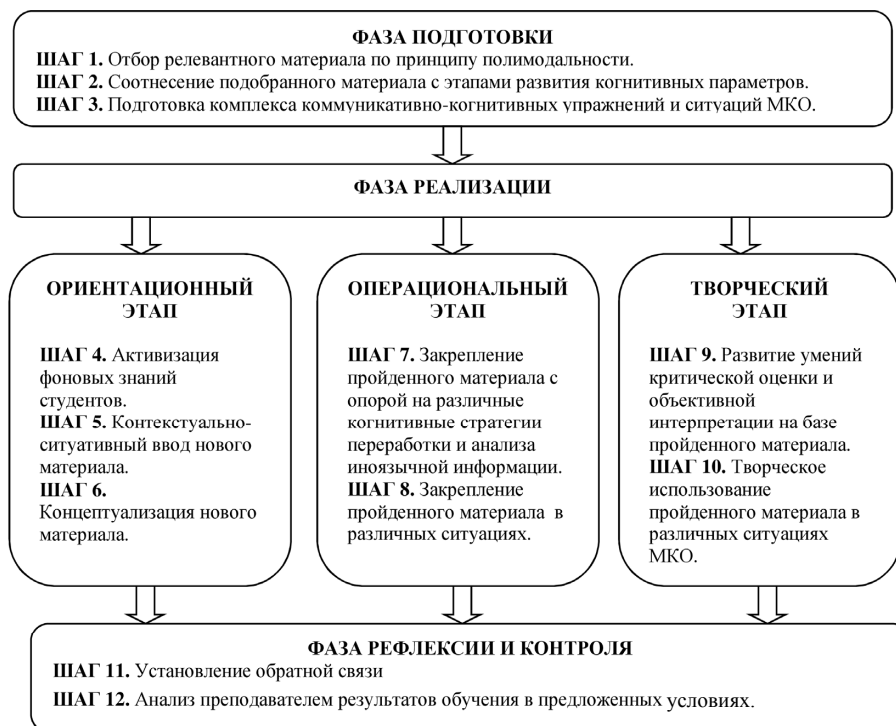 ФАЗА ПОДГОТОВКИ
ШАГ 1. Отбор релевантного материала по принципу полимодальности.
ШАГ 2. Соотнесение подобранного материала с этапами развития когнитивных параметров.
ШАГ 3. Подготовка комплекса коммуникативно-когнитивных упражнений и ситуаций МКО.
ФАЗА РЕАЛИЗАЦИИ
ОРИЕНТАЦИОННЫЙ
ЭТАП
ШАГ 4. Активизация
фоновых знаний
студентов.
ШАГ 5. Контекстуально-
ситуативный ввод нового
материала.
ШАГ 6.
Концептуализация нового
материала.
ОПЕРАЦИОНАЛЬНЫЙ
ЭТАП
ШАГ 7. Закрепление
пройденного материала с
опорой на различные
когнитивные стратегии
переработки и анализа
иноязычной информации.
ШАГ 8. Закрепление
пройденного материала в
различных ситуациях.
ТВОРЧЕСКИЙ
ЭТАП
ШАГ 9. Развитие умений
критической оценки и
объективной
интерпретации на базе
пройденного материала.
ШАГ 10. Творческое
использование
пройденного материала в
различных ситуациях
МКО.
ФАЗА РЕФЛЕКСИИ И КОНТРОЛЯ
ШАГ 11. Установление обратной связи
ШАГ 12. Анализ преподавателем результатов обучения в предложенных условиях.